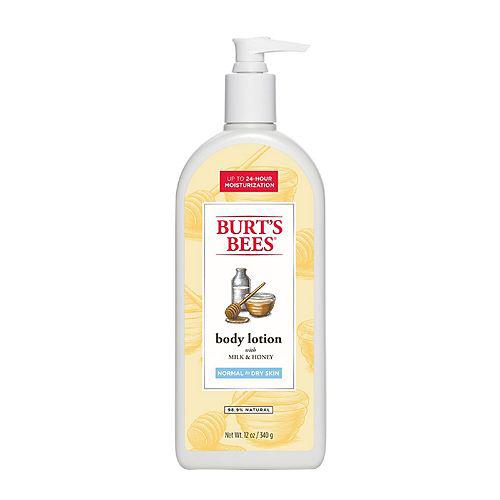 UP TO 24-HOUR
MOISTURIZATION
BURT'S
BEES®
body lotion
with
MILK & HONEY
NORMAL to DRY SKIN
98.9% NATURAL
Net Wt. 12 oz / 340 g